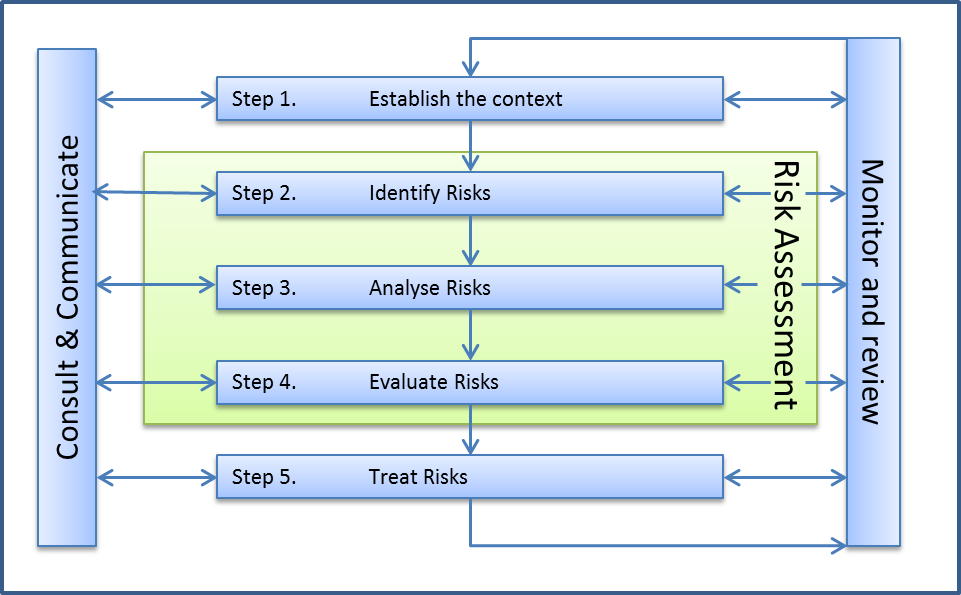 Consult & Communicate
Step 1. Establish the context
Step 2. Identify Risks
Step 3. Analyse Risks
Step 4. Evaluate Risks
Step 5. Treat Risks
Risk Assessment
Monitor and review